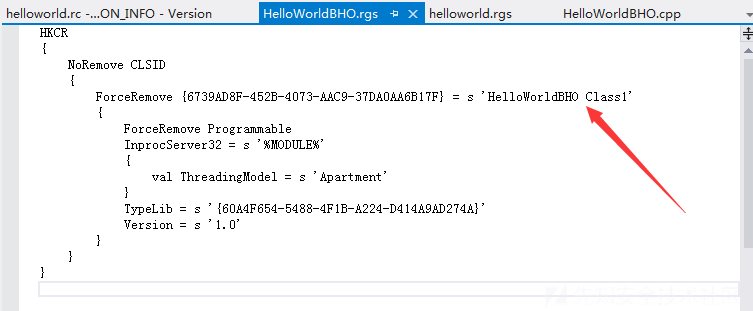 helloworld.rc -...ON_INFO - Version HelloWorldBHO.rgs helloworld.rgs HelloWorldBHO.cpp
HKCR
{
NoRemove CLSID
{
ForceRemove {6739AD8F-452B-4073-AAC9-37DA0AA6B17F} = s 'HelloWorldBHO Class1'
{
ForceRemove Programmable
InprocServer32 = s '%MODULE%'
{
val ThreadingModel = s 'Apartment'
}
TypeLib = s '{60A4F654-5488-4F1B-A224-D414A9AD274A}'
Version = s '1.0'
}
}
}